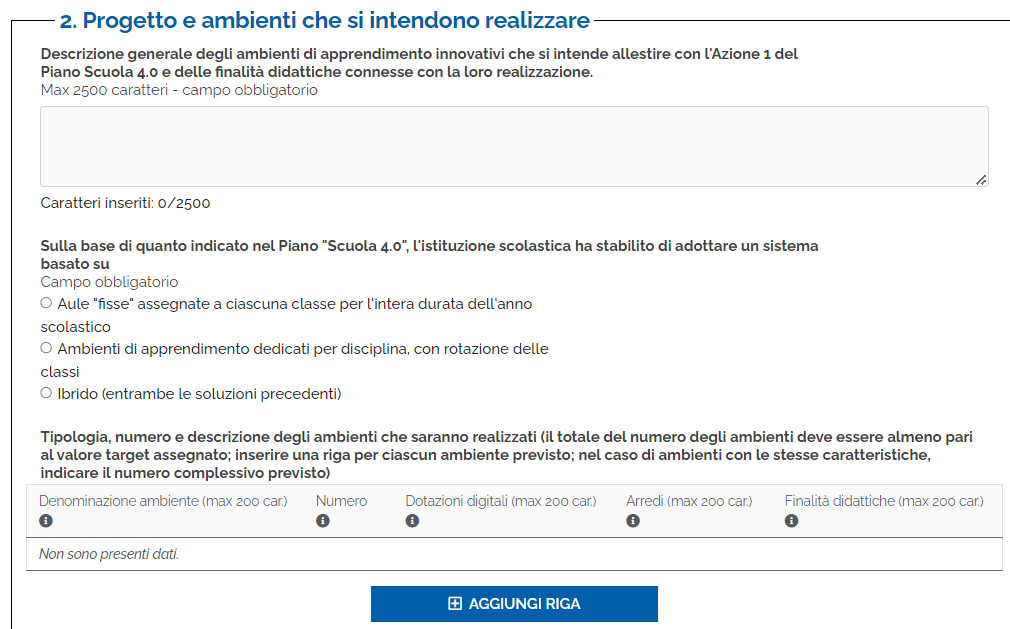 2. Progetto e ambienti che si intendono realizzare
Descrizione generale degli ambienti di apprendimento innovativi che si intende allestire con l'Azione 1 del
Piano Scuola 4.0 e delle finalità didattiche connesse con la loro realizzazione.
Max 2500 caratteri - campo obbligatorio
Caratteri inseriti: 0/2500
Sulla base di quanto indicato nel Piano "Scuola 4.0", l'istituzione scolastica ha stabilito di adottare un sistema
basato su
Campo obbligatorio
Aule "fisse" assegnate a ciascuna classe per l'intera durata dell'anno
scolastico
Ambienti di apprendimento dedicati per disciplina, con rotazione delle
classi
Ibrido (entrambe le soluzioni precedenti)
Tipologia, numero e descrizione degli ambienti che saranno realizzati (il totale del numero degli ambienti deve essere almeno pari
al valore target assegnato; inserire una riga per ciascun ambiente previsto; nel caso di ambienti con le stesse caratteristiche,
indicare il numero complessivo previsto)
Denominazione ambiente (max 200 car.) Numero Dotazioni digitali (max 200 car.) Arredi (max 200 car.) Finalità didattiche (max 200 car.)
Non sono presenti dati.
AGGIUNGI RIGA